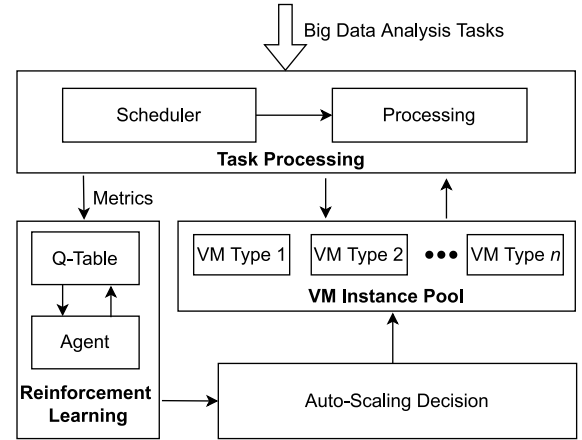 Big Data Analysis Tasks
Scheduler
Processing
Task Processing
Metrics
Q-Table
Agent
Reinforcement
Learning
VM Type 1
VM Type 2
VM Type n
VM Instance Pool
Auto-Scaling Decision